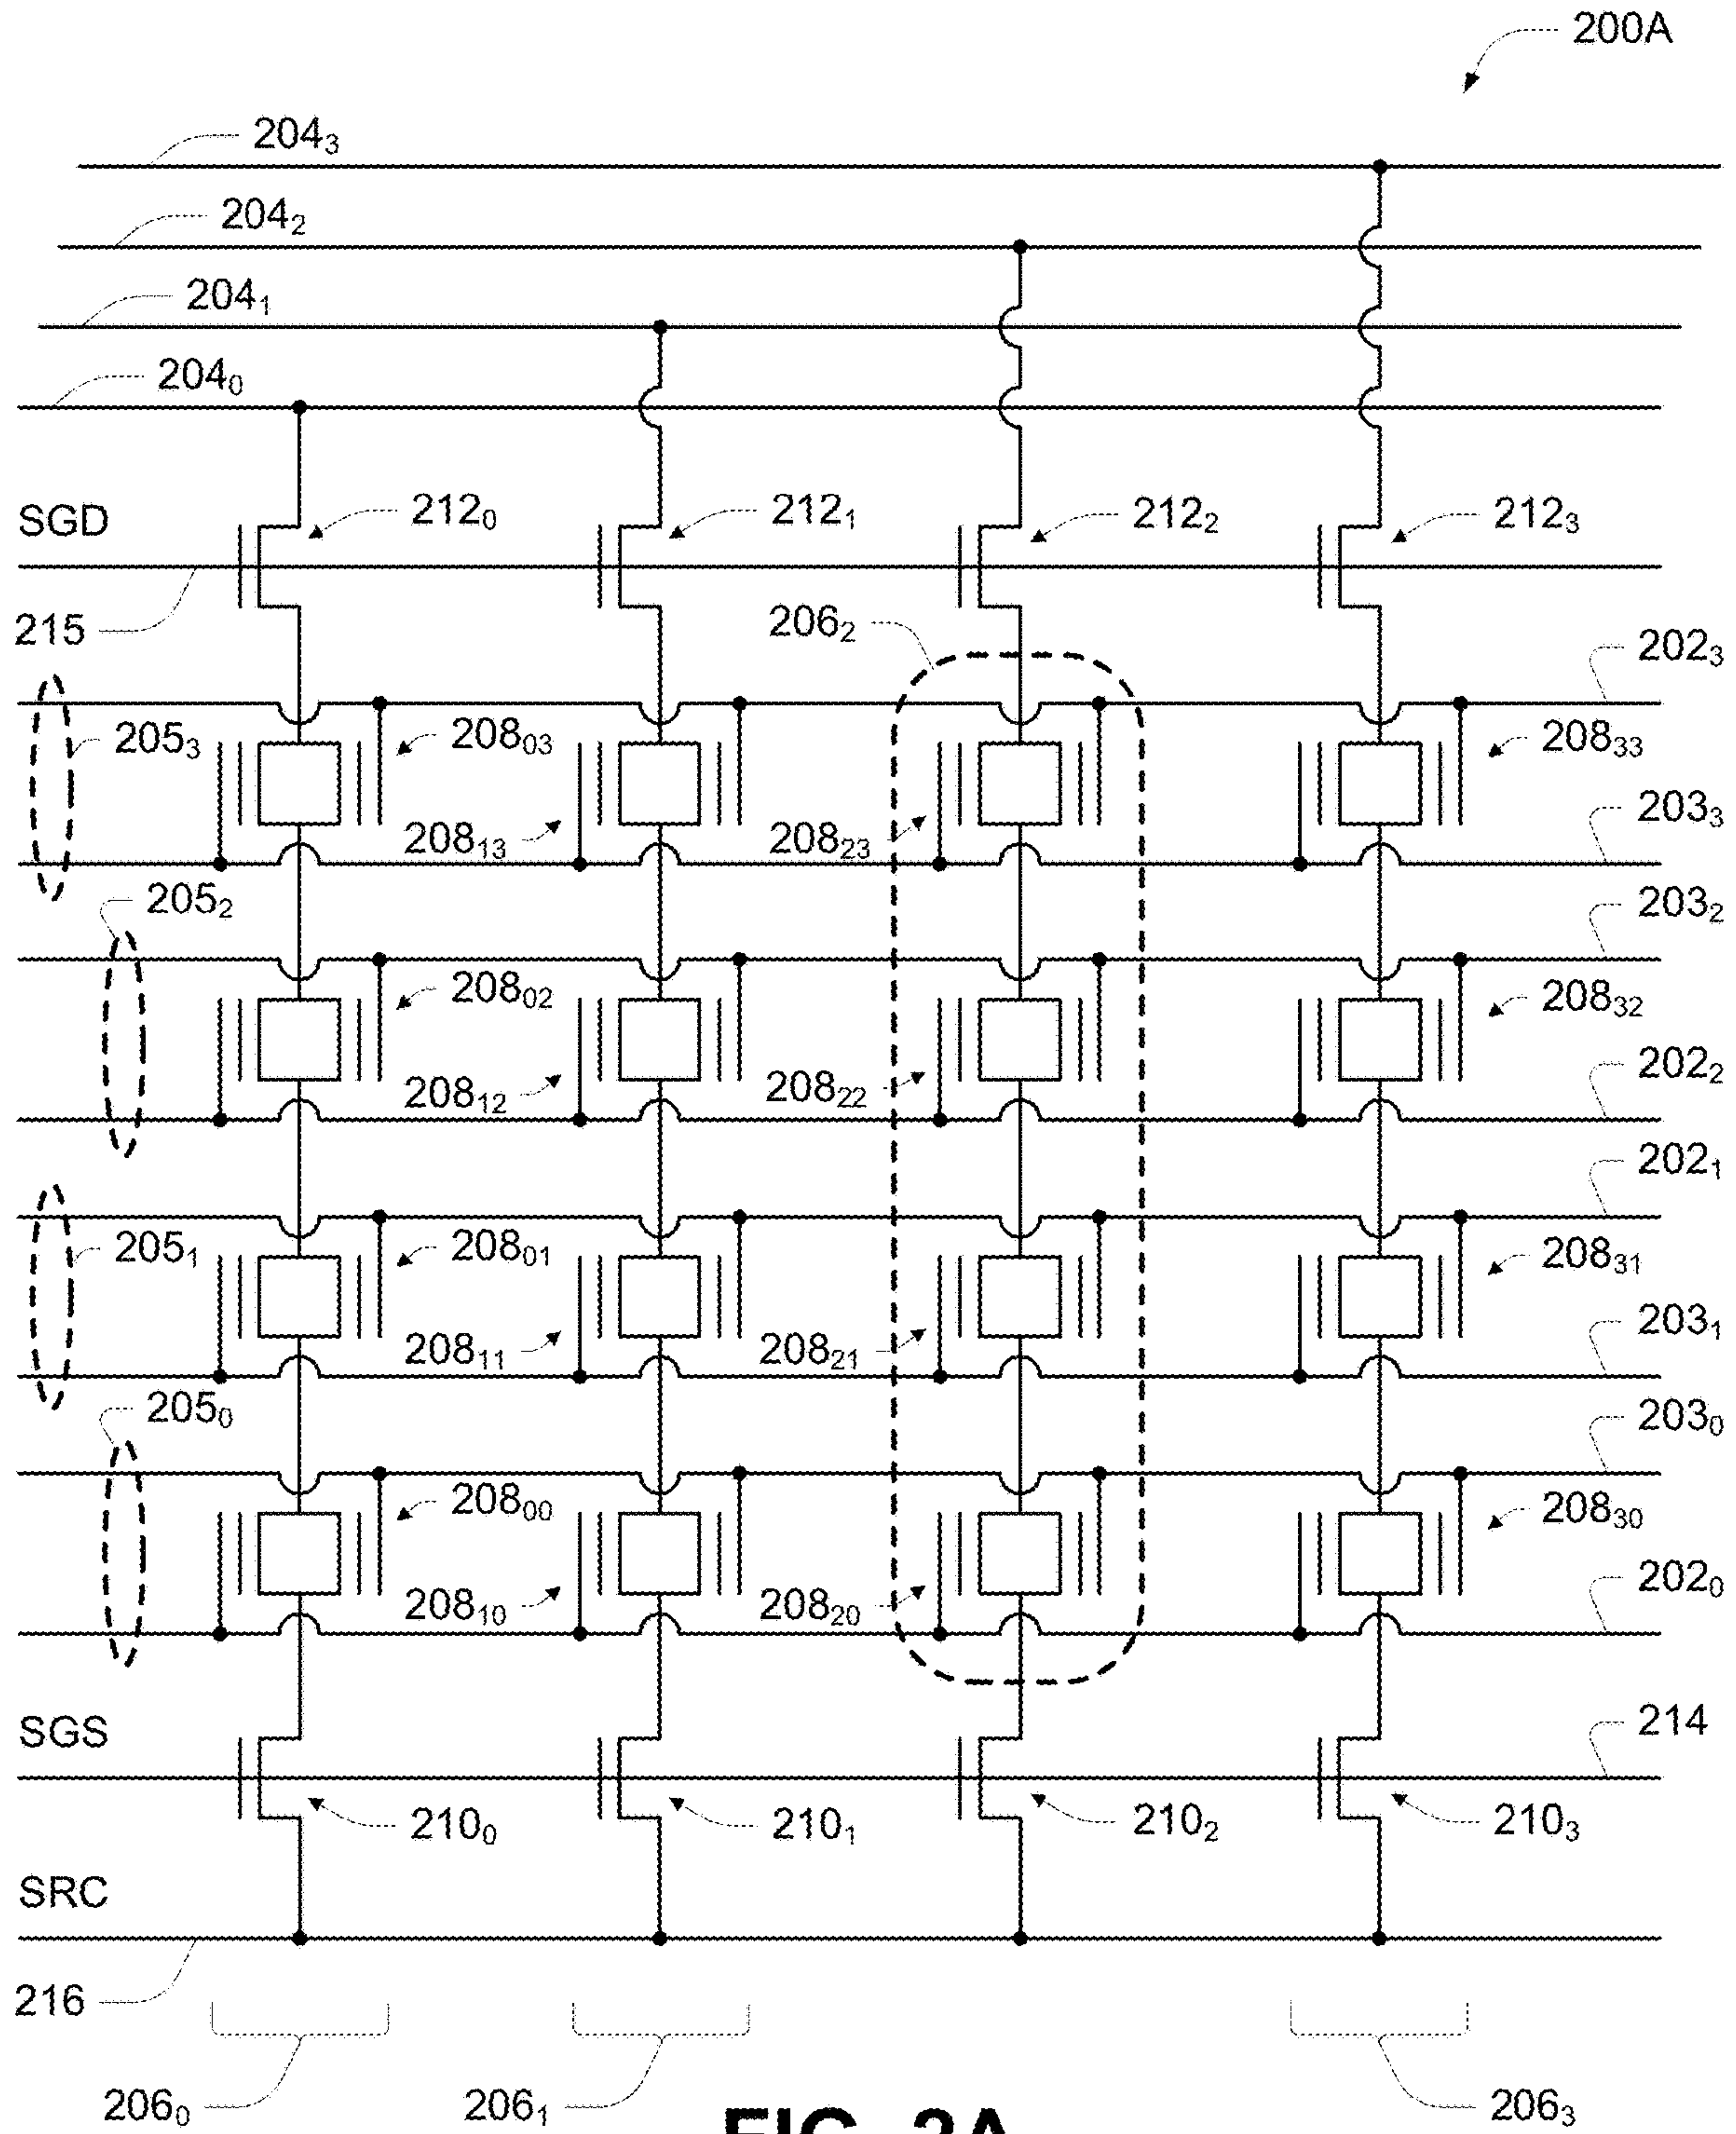 200A
204₃
204₂
204₁
204₀
SGD 212₀ 212₁ 212₂ 212₃
215 206₂ 202₃
205₃ 208₀₃ 208₃₃
208₁₃ 208₂₃ 203₃
205₂ 203₂
208₀₂ 208₃₂
208₁₂ 208₂₂ 202₂
202₁
205₁ 208₀₁ 208₃₁
208₁₁ 208₂₁ 203₁
205₀ 203₀
208₀₀ 208₃₀
208₁₀ 208₂₀ 202₀
SGS 214
210₀ 210₁ 210₂ 210₃
SRC
216
206₀ 206₁ 206₃
FIG. 2A